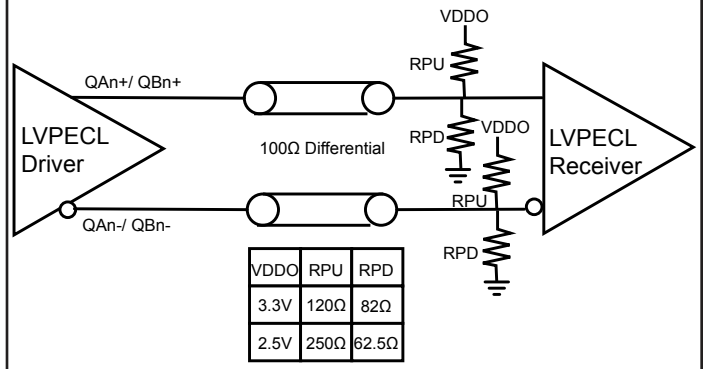 VDDO
RPU
QAn+/ QBn+
LVPECL
Driver
100Ω Differential
RPD
VDDO
LVPECL
Receiver
RPU
QAn-/ QBn-
RPD
VDDO RPU RPD
3.3V 120Ω 82Ω
2.5V 250Ω 62.5Ω